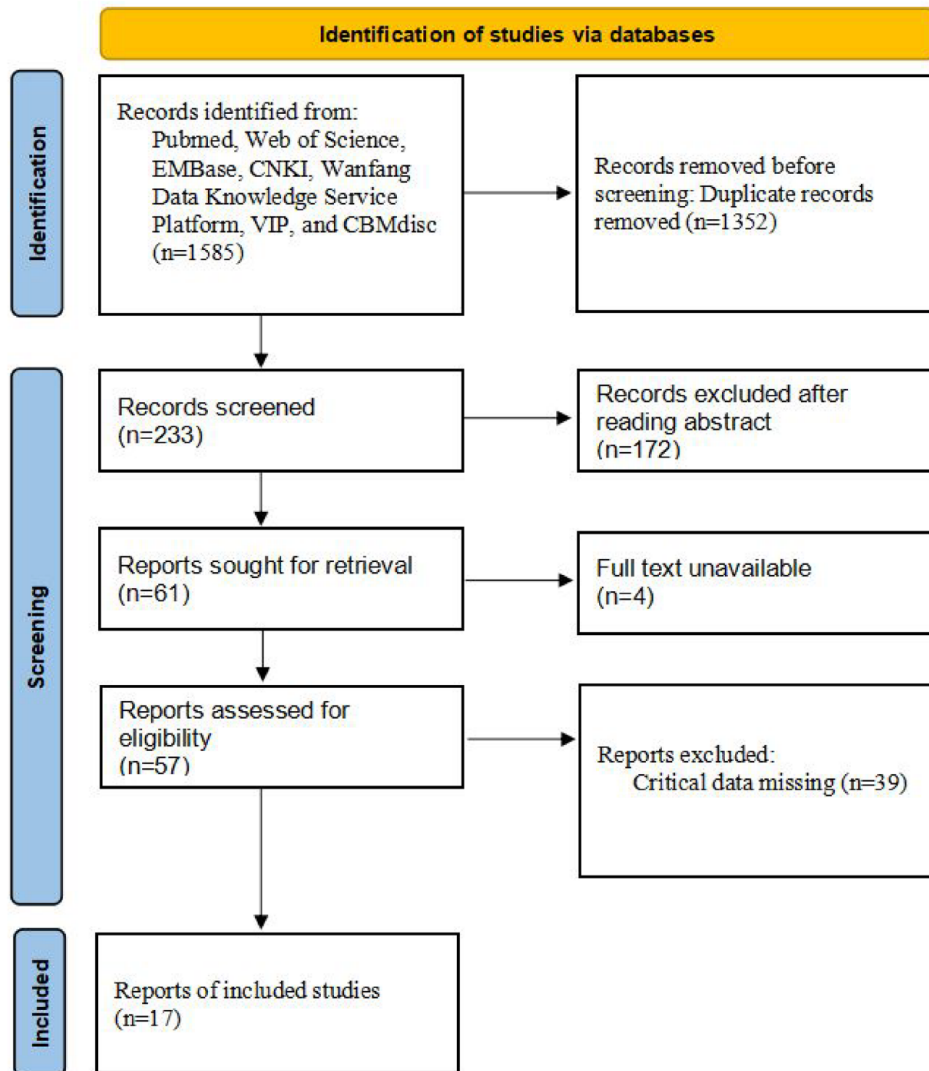 Identification of studies via databases
Identification
Records identified from:
Pubmed, Web of Science,
EMBase, CNKI, Wanfang
Data Knowledge Service
Platform, VIP, and CBMdisc
(n=1585)
Records removed before
screening: Duplicate records
removed (n=1352)
Screening
Records screened
(n=233)
Records excluded after
reading abstract
(n=172)
Reports sought for retrieval
(n=61)
Full text unavailable
(n=4)
Reports assessed for
eligibility
(n=57)
Reports excluded:
Critical data missing (n=39)
Included
Reports of included studies
(n=17)